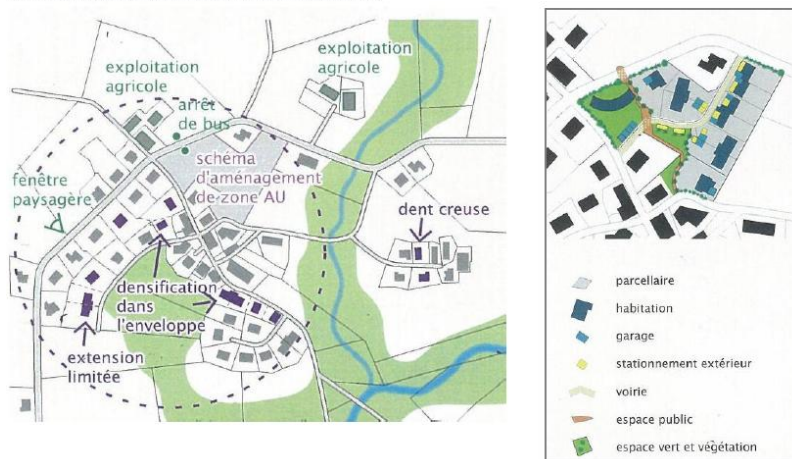 exploitation
agricole
exploitation
agricole
arrêt
de bus
schéma
d'aménagement
de zone AU
fenêtre
paysagère
dent creuse
densification
dans
l'enveloppe
extension
limitée
parcellaire
habitation
garage
stationnement extérieur
voirie
espace public
espace vert et végétation